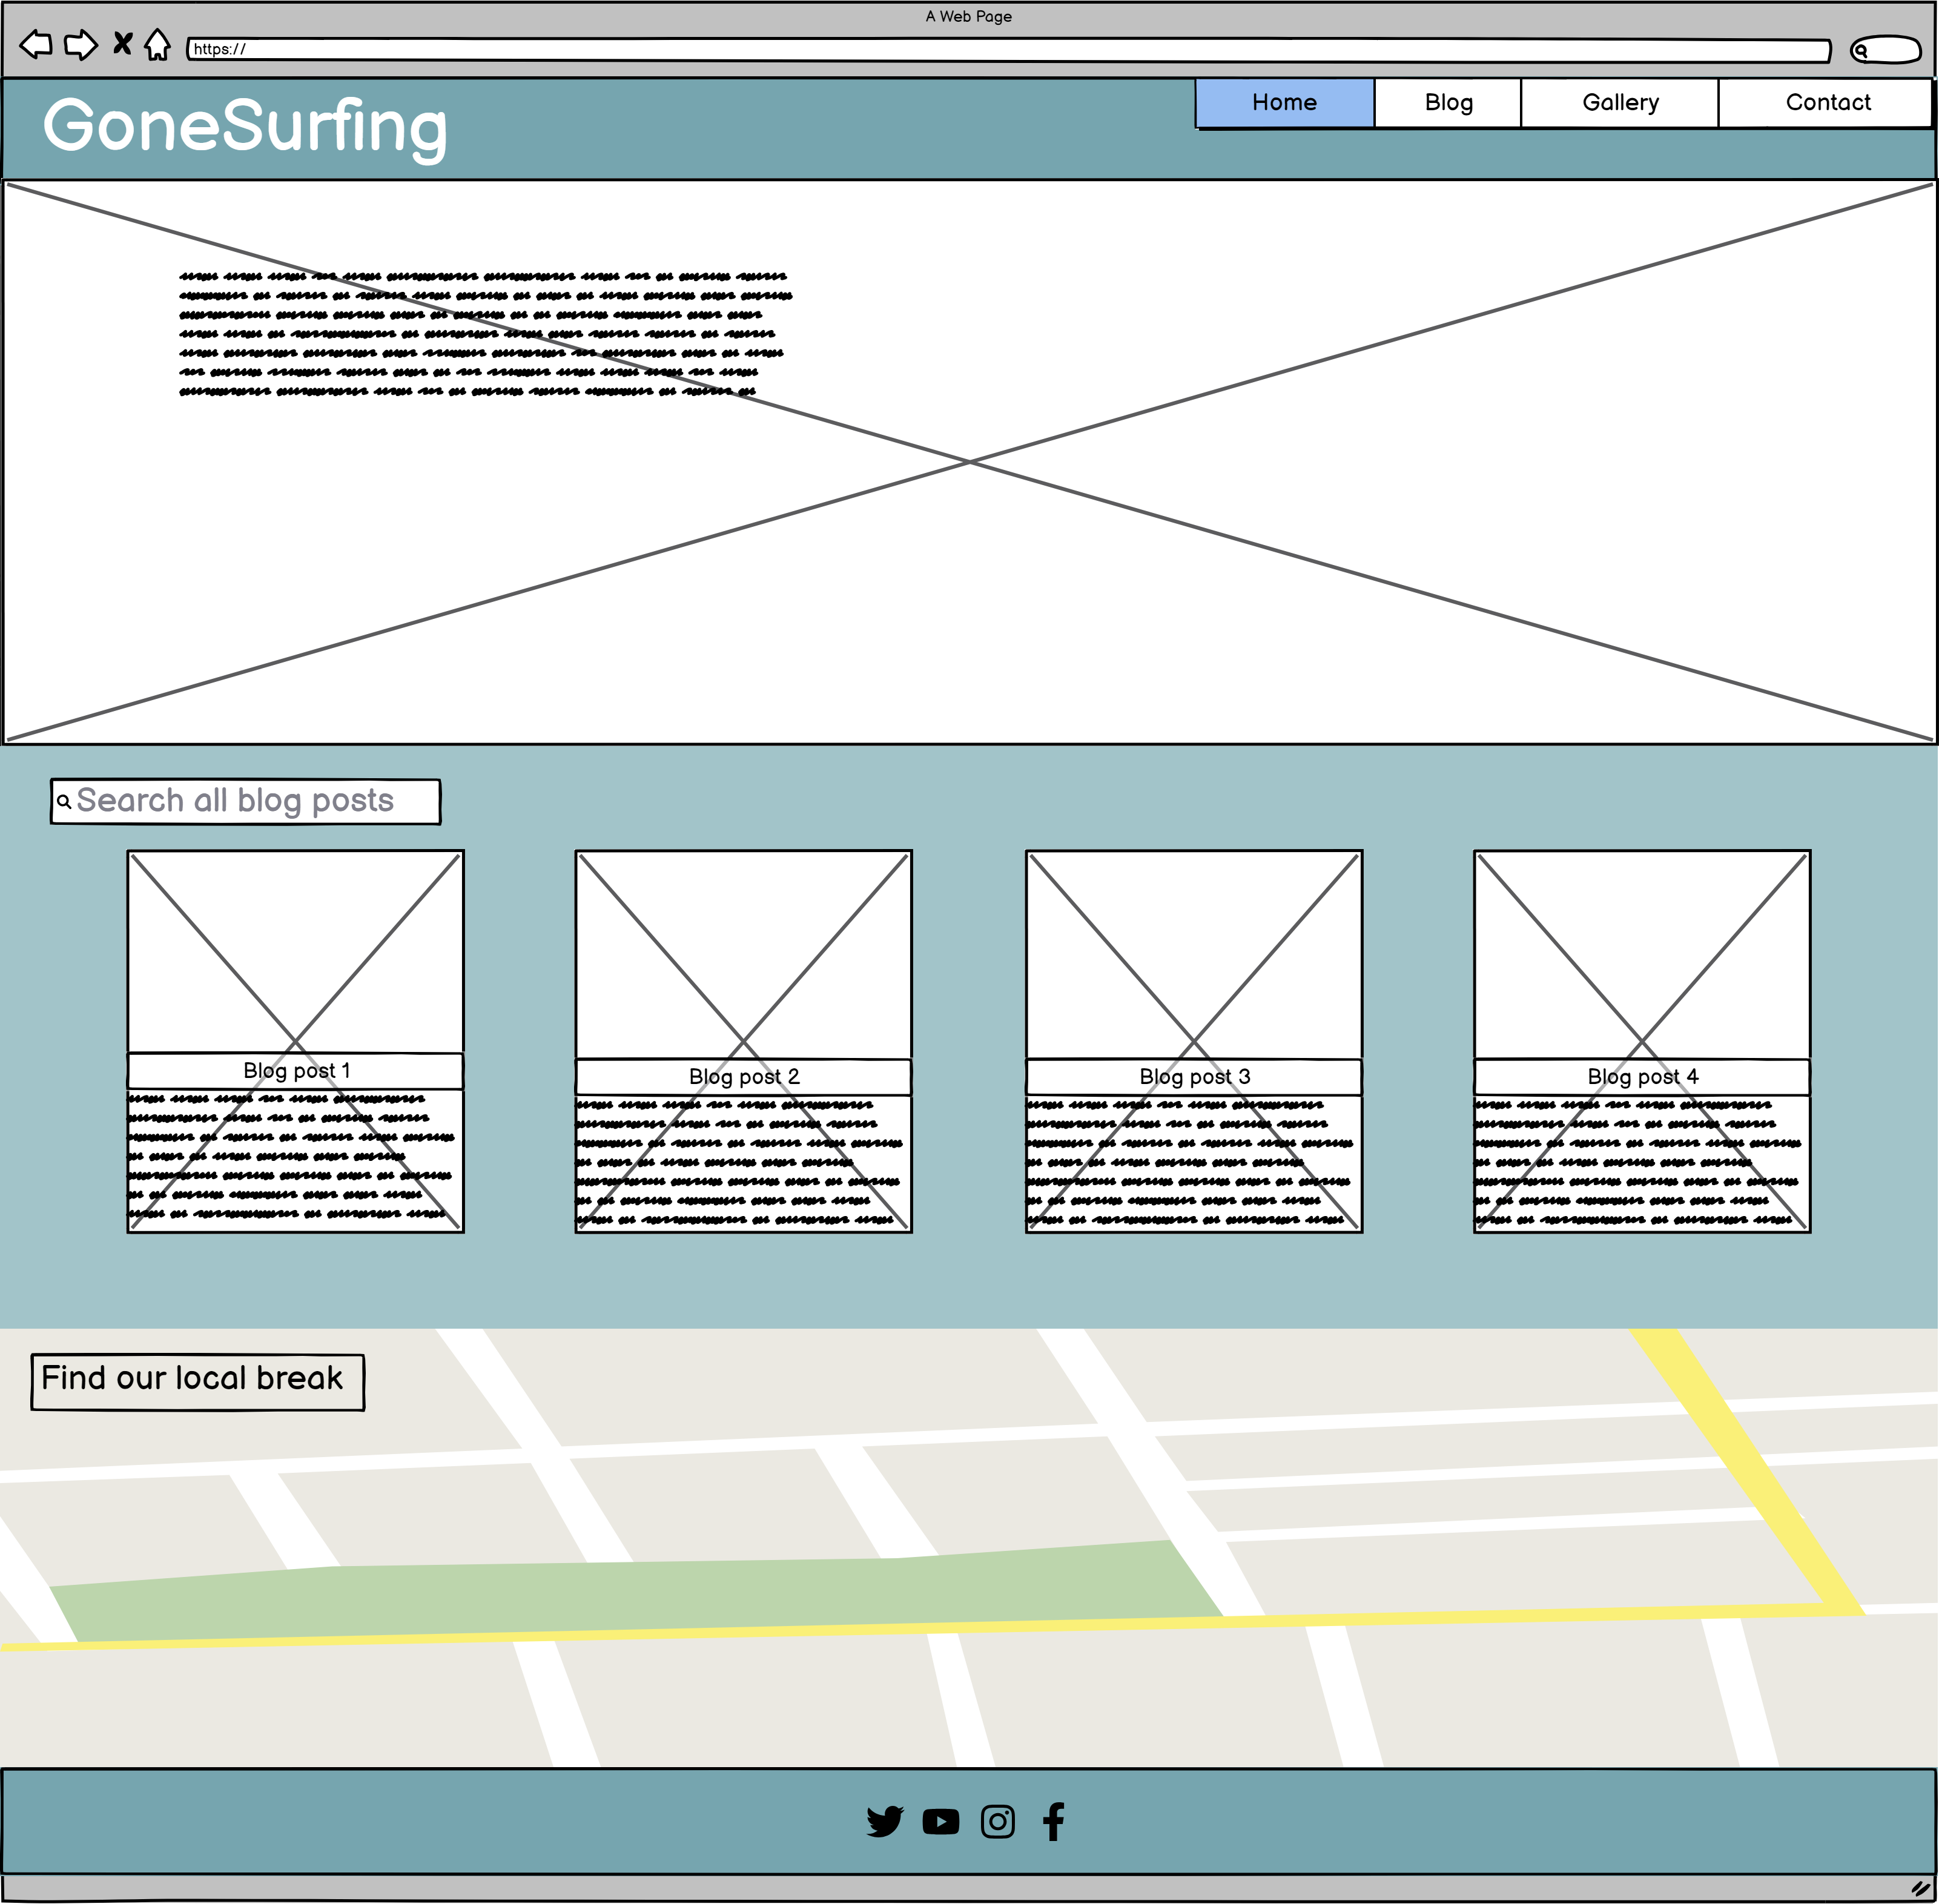 A Web Page
https://
GoneSurfing
Home Blog Gallery Contact
Search all blog posts
Blog post 1
Blog post 2
Blog post 3
Blog post 4
Find our local break